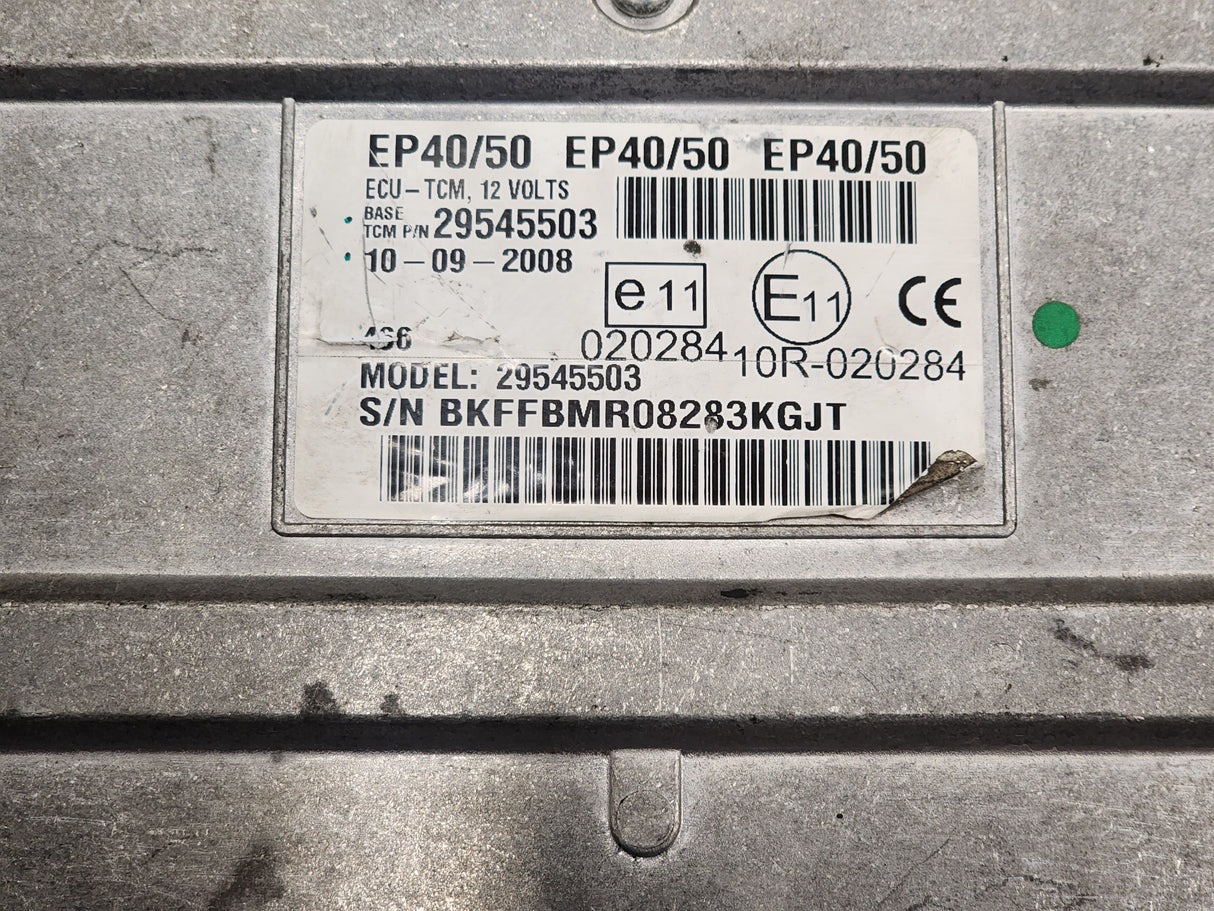 EP40/50 EP40/50 EP40/50
ECU-TCM, 12 VOLTS
BASE
TCM P/N 29545503
10-09-2008
e11 E11 CE
020284 10R-020284
MODEL: 29545503
S/N BKFFBMR08283KGJT